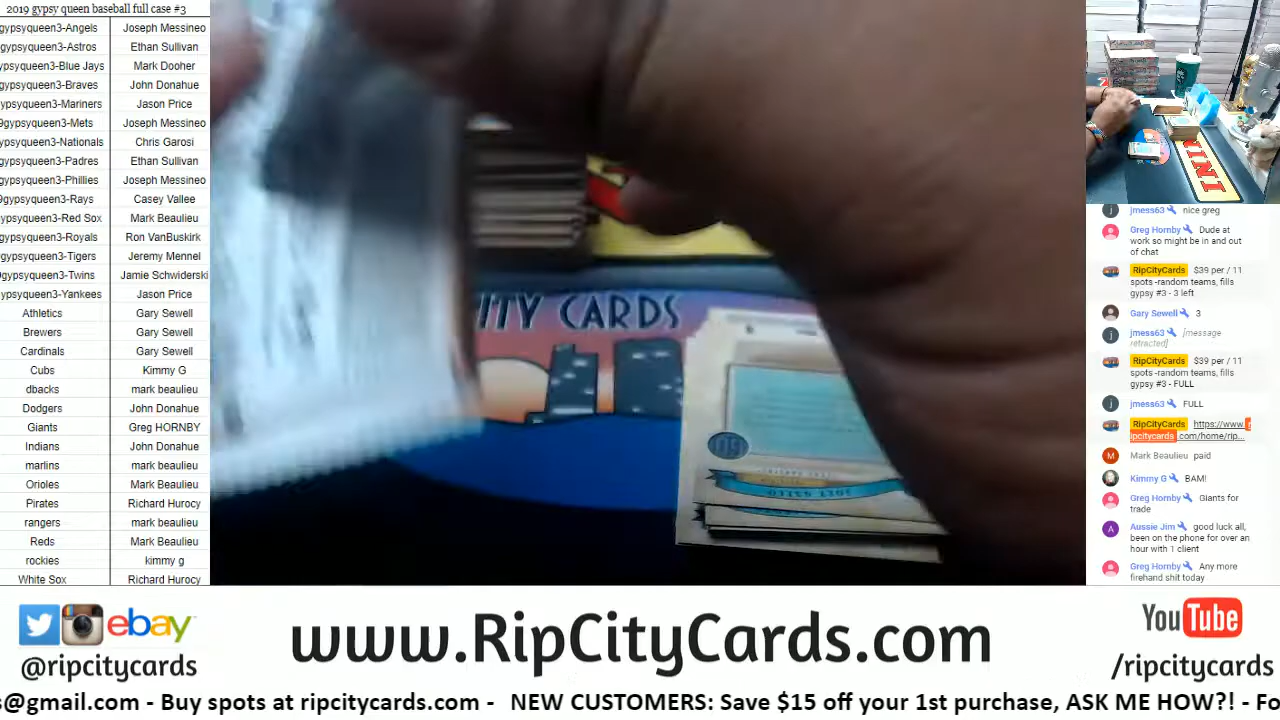 2019 gypsy queen baseball full case #3
gypsyqueen3-Angels Joseph Messineo
gypsyqueen3-Astros Ethan Sullivan
ypsyqueen3-Blue Jays Mark Dooher
gypsyqueen3-Braves John Donahue
ypsyqueen3-Mariners Jason Price
9gypsyqueen3-Mets Joseph Messineo
psyqueen3-Nationals Chris Garosi
gypsyqueen3-Padres Ethan Sullivan
gypsyqueen3-Phillies Joseph Messineo
9gypsyqueen3-Rays Casey Vallee
ypsyqueen3-Red Sox Mark Beaulieu
gypsyqueen3-Royals Ron VanBuskirk
gypsyqueen3-Tigers Jeremy Mennel
gypsyqueen3-Twins Jamie Schwiderski
ypsyqueen3-Yankees Jason Price
Athletics Gary Sewell
Brewers Gary Sewell
Cardinals Gary Sewell
Cubs Kimmy G
dbacks mark beaulieu
Dodgers John Donahue
Giants Greg HORNBY
Indians John Donahue
marlins mark beaulieu
Orioles Mark Beaulieu
Pirates Richard Hurocy
rangers mark beaulieu
Reds Mark Beaulieu
rockies kimmy g
White Sox Richard Hurocy
ITY CARDS
09
INI
jmess63 nice greg
Greg Hornby Dude at
work so might be in and out
of chat
RipCityCards $39 per / 11
spots -random teams, fills
gypsy #3 - 3 left
Gary Sewell 3
jmess63 [message
retracted]
RipCityCards $39 per / 11
spots -random teams, fills
gypsy #3 - FULL
jmess63 FULL
RipCityCards https://www.r
ipcitycards.com/home/rip...
Mark Beaulieu paid
Kimmy G BAM!
Greg Hornby Giants for
trade
Aussie Jim good luck all,
been on the phone for over an
hour with 1 client
Greg Hornby Any more
firehand shit today
ebay
@ripcitycards
www.RipCityCards.com
YouTube
/ripcitycards
s@gmail.com - Buy spots at ripcitycards.com - NEW CUSTOMERS: Save $15 off your 1st purchase, ASK ME HOW?! - Fo